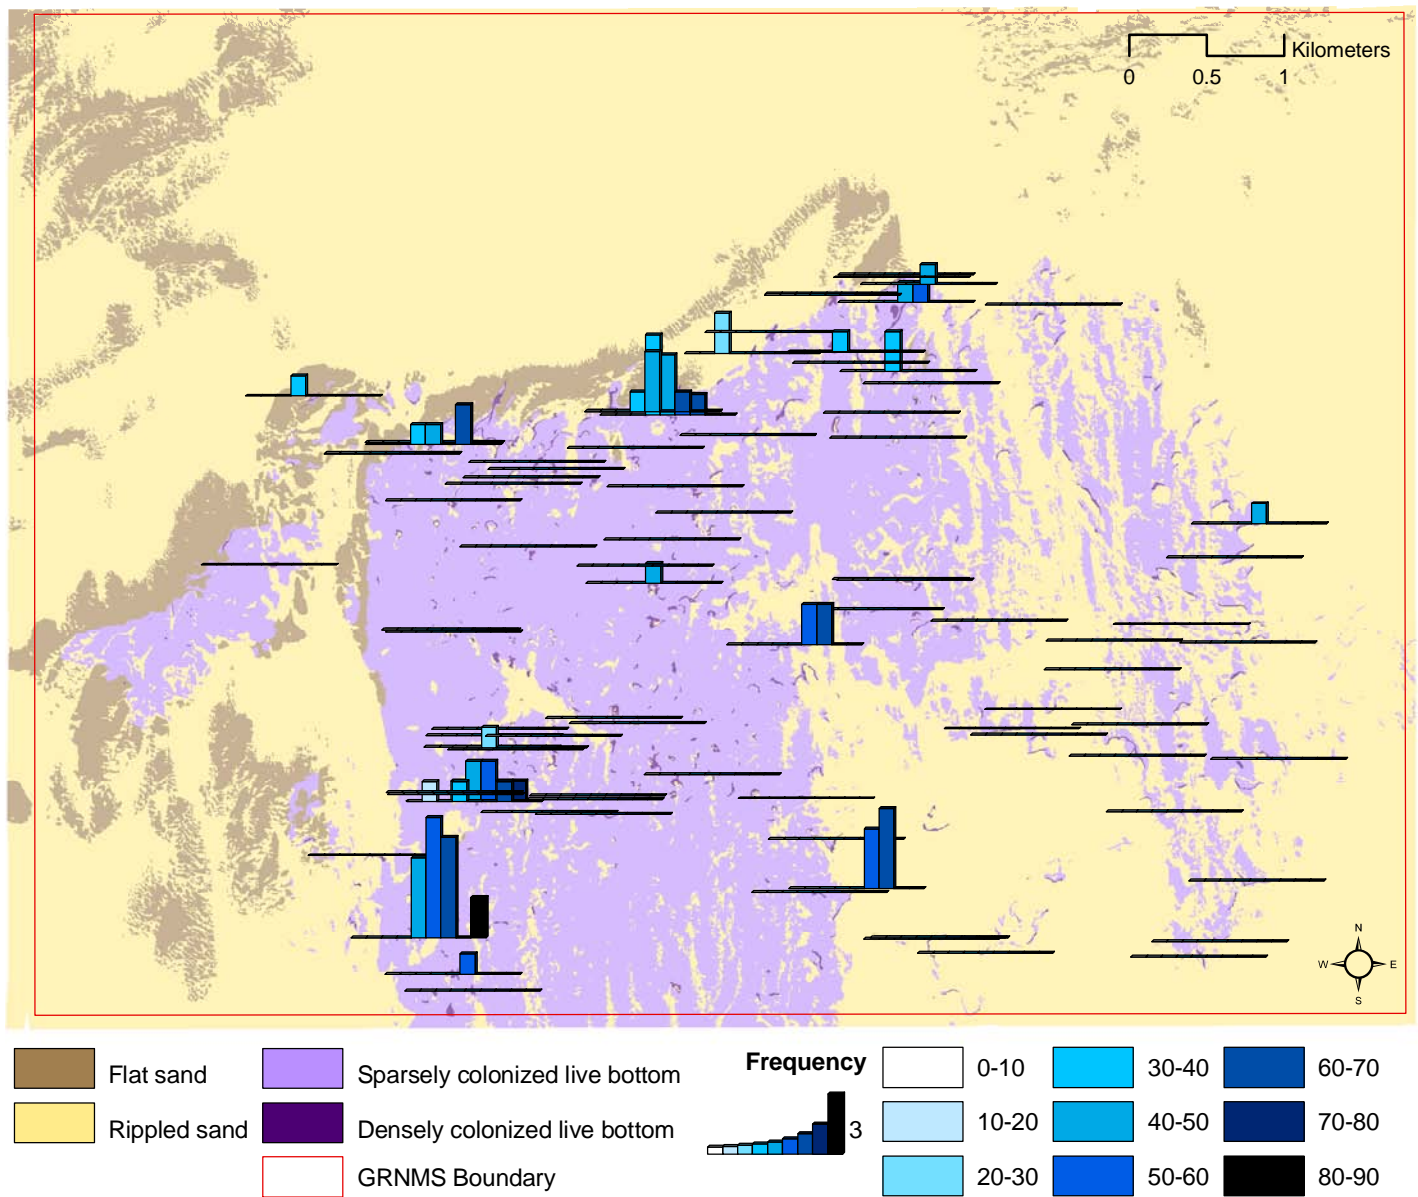 Kilometers
0 0.5 1
N
W E
S
Flat sand
Rippled sand
Sparsely colonized live bottom
Densely colonized live bottom
GRNMS Boundary
Frequency
3
0-10
10-20
20-30
30-40
40-50
50-60
60-70
70-80
80-90